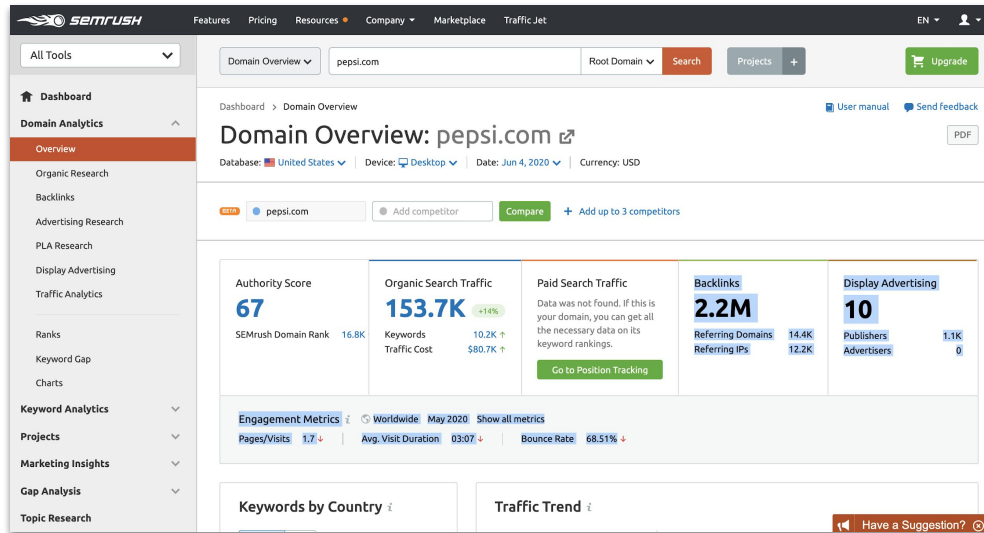 SEMRUSH
Features Pricing Resources Company Marketplace Traffic Jet EN
All Tools
Domain Overview pepsi.com Root Domain Search Projects + Upgrade
Dashboard
Domain Analytics
Overview
Organic Research
Backlinks
Advertising Research
PLA Research
Display Advertising
Traffic Analytics
Ranks
Keyword Gap
Charts
Keyword Analytics
Projects
Marketing Insights
Gap Analysis
Topic Research
Dashboard > Domain Overview
User manual Send feedback
Domain Overview: pepsi.com
PDF
Database: United States Device: Desktop Date: Jun 4, 2020 Currency: USD
BETA pepsi.com Add competitor Compare + Add up to 3 competitors
Authority Score
67
SEMrush Domain Rank 16.8K
Organic Search Traffic
153.7K +14%
Keywords 10.2K ↑
Traffic Cost $80.7K ↑
Paid Search Traffic
Data was not found. If this is
your domain, you can get all
the necessary data on its
keyword rankings.
Go to Position Tracking
Backlinks
2.2M
Referring Domains 14.4K
Referring IPs 12.2K
Display Advertising
10
Publishers 1.1K
Advertisers 0
Engagement Metrics i Worldwide May 2020 Show all metrics
Pages/Visits 1.7 ↓ Avg. Visit Duration 03:07 ↓ Bounce Rate 68.51% ↓
Keywords by Country i
Traffic Trend i
Have a Suggestion?